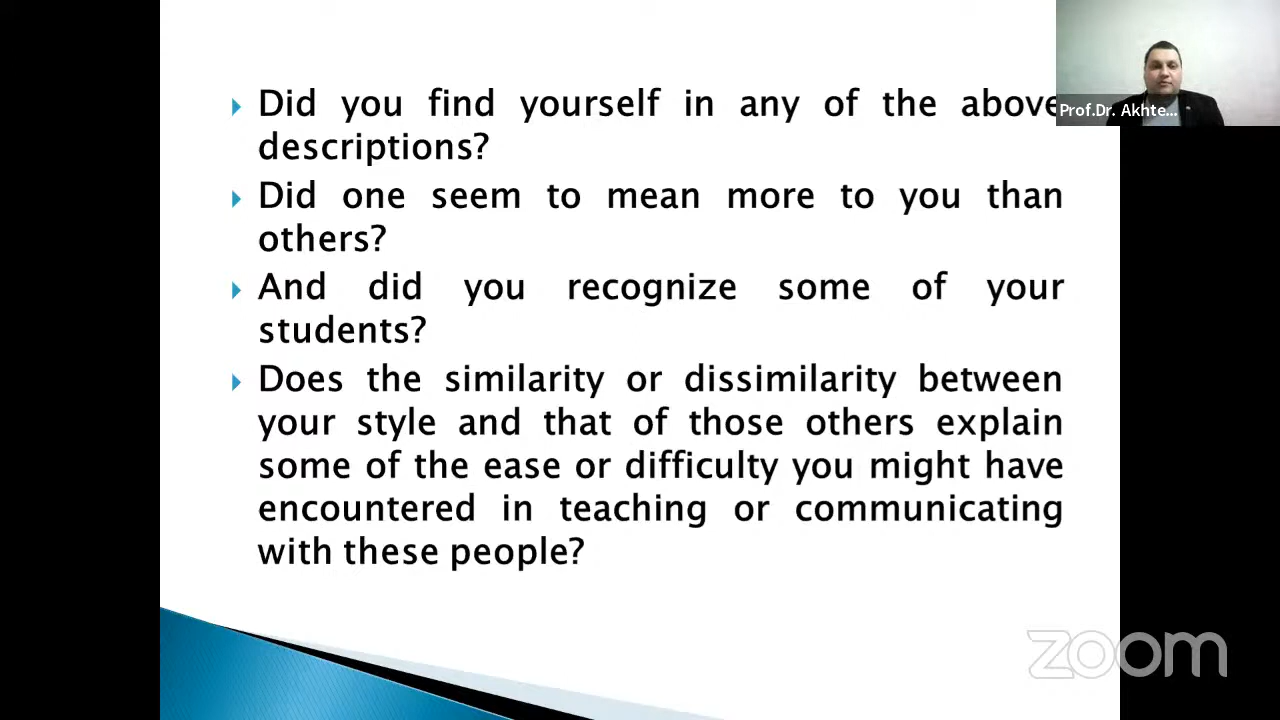 Did you find yourself in any of the above
descriptions?
Did one seem to mean more to you than
others?
And did you recognize some of your
students?
Does the similarity or dissimilarity between
your style and that of those others explain
some of the ease or difficulty you might have
encountered in teaching or communicating
with these people?
Prof.Dr. Akhte...
zoom